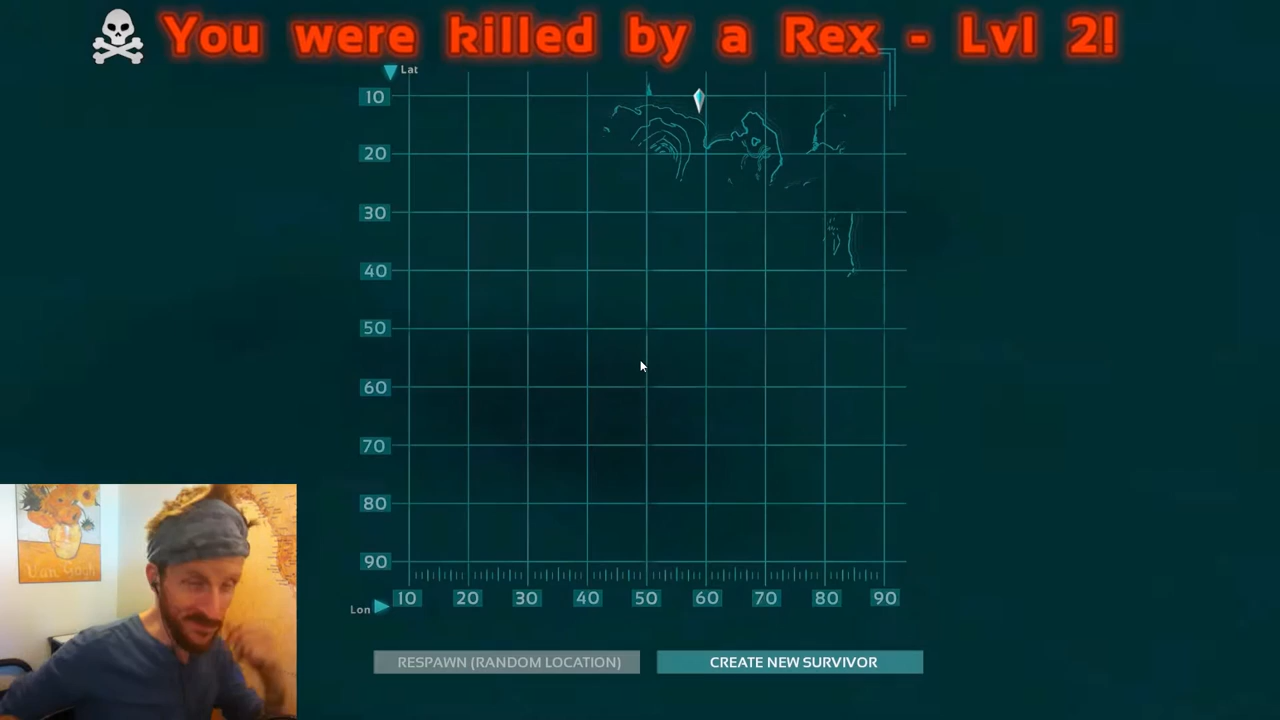 You were killed by a Rex - Lvl 2!
Lat
10
20
30
40
50
60
70
80
90
Lon
10 20 30 40 50 60 70 80 90
RESPAWN (RANDOM LOCATION)
CREATE NEW SURVIVOR
Van Gogh